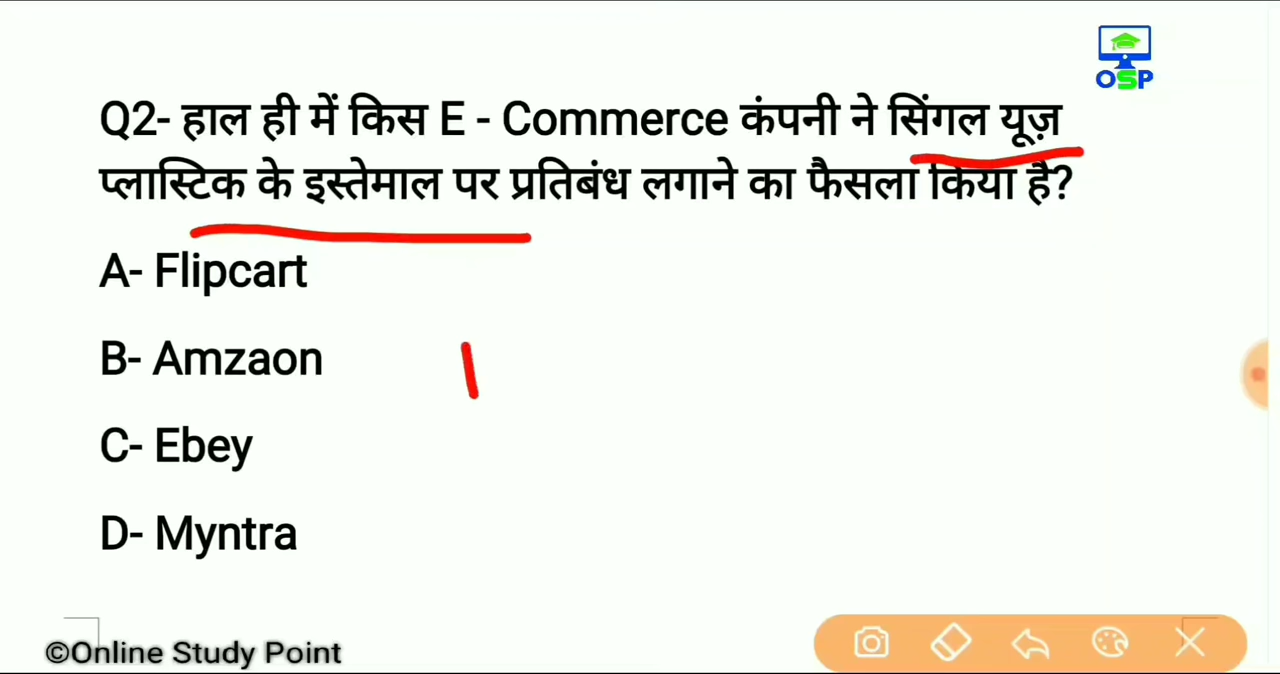 OSP
Q2- हाल ही में किस E - Commerce कंपनी ने सिंगल यूज़
प्लास्टिक के इस्तेमाल पर प्रतिबंध लगाने का फैसला किया है?
A- Flipcart
B- Amzaon
C- Ebey
D- Myntra
©Online Study Point